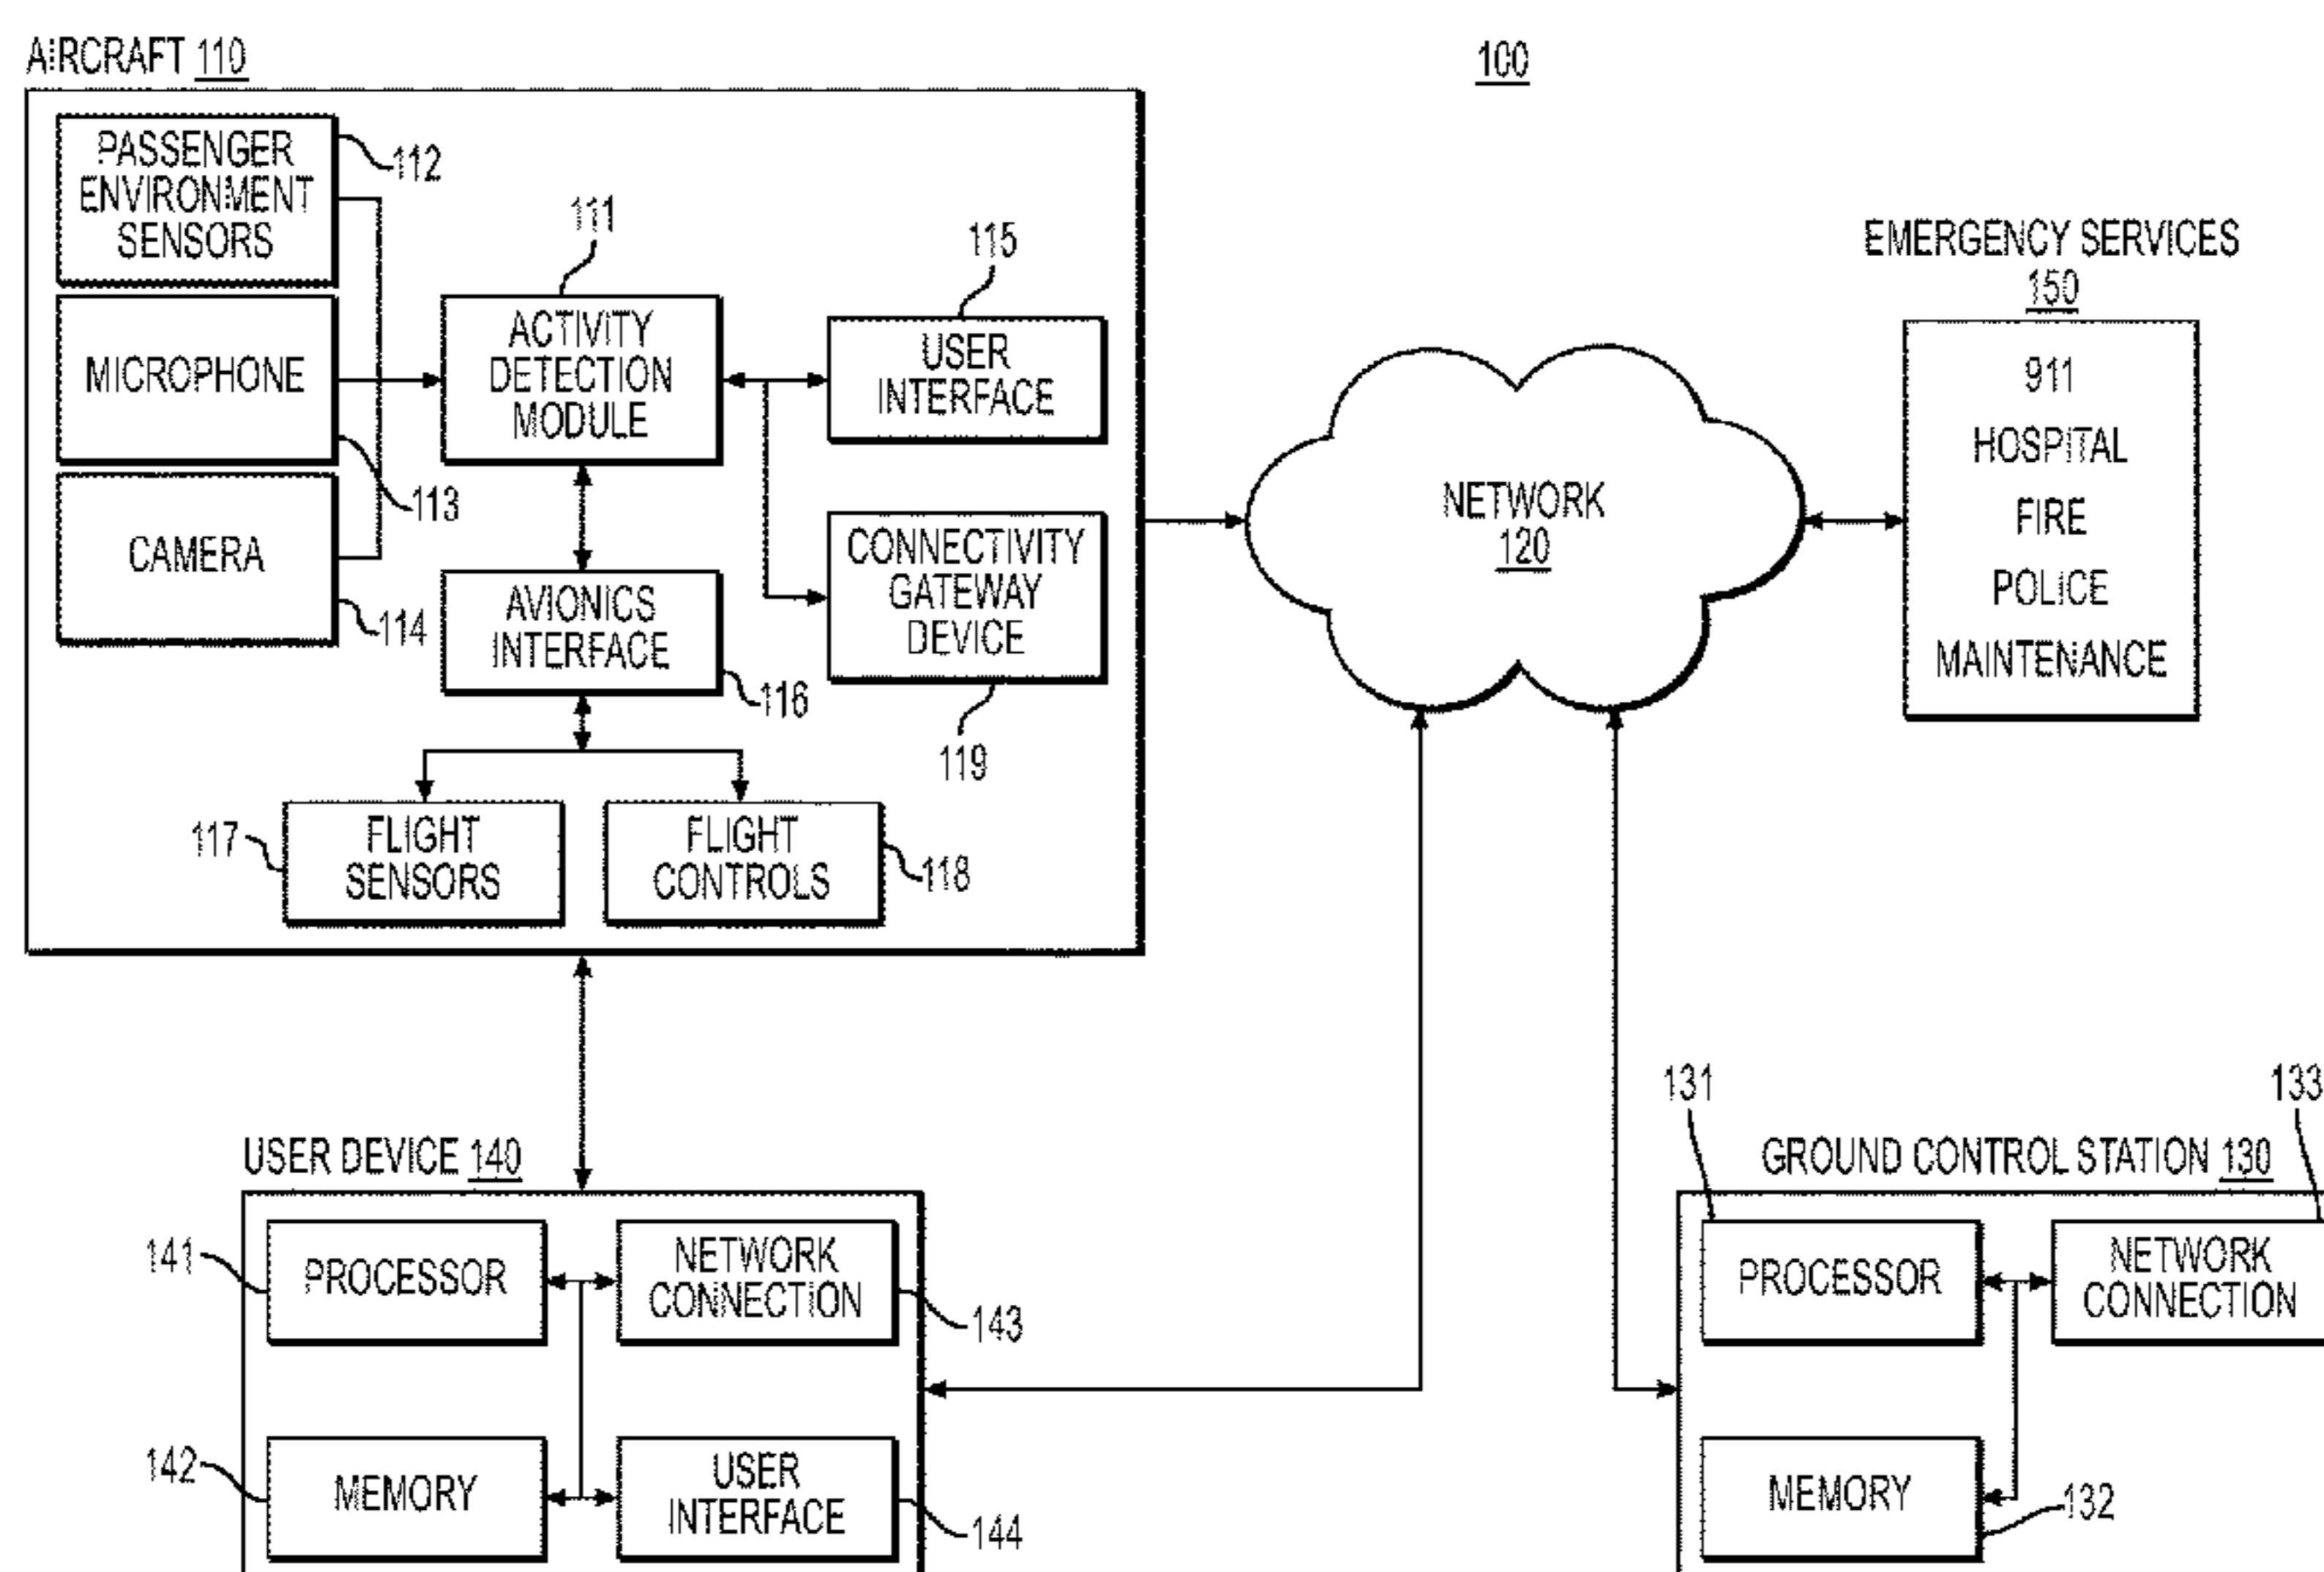 AIRCRAFT 110
100
PASSENGER
ENVIRONMENT
SENSORS
112
MICROPHONE
113
CAMERA
114
111
ACTIVITY
DETECTION
MODULE
115
USER
INTERFACE
AVIONICS
INTERFACE
116
CONNECTIVITY
GATEWAY
DEVICE
119
117
FLIGHT
SENSORS
FLIGHT
CONTROLS
118
NETWORK
120
EMERGENCY SERVICES
150
911
HOSPITAL
FIRE
POLICE
MAINTENANCE
USER DEVICE 140
141
PROCESSOR
NETWORK
CONNECTION
143
142
MEMORY
USER
INTERFACE
144
131
133
GROUND CONTROL STATION 130
PROCESSOR
NETWORK
CONNECTION
MEMORY
132